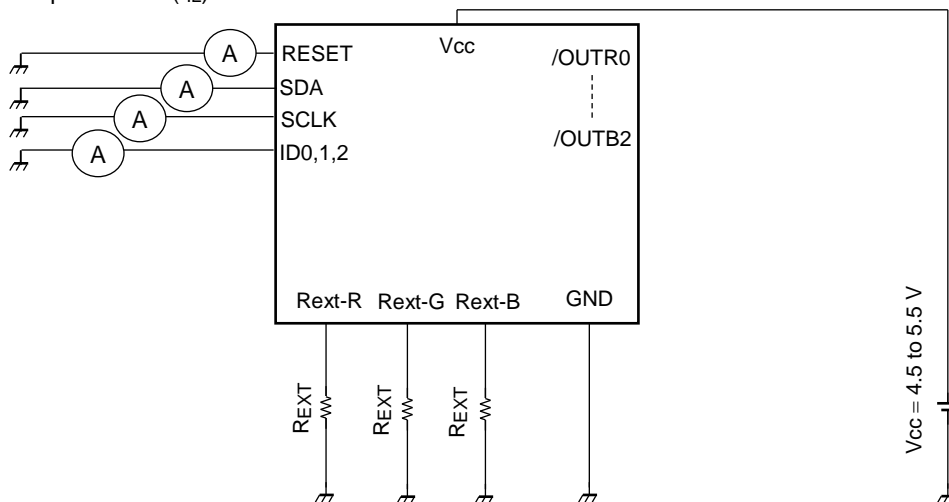 A RESET
A SDA
A SCLK
A ID0,1,2
Vcc
/OUTR0
/OUTB2
Rext-R Rext-G Rext-B GND
REXT REXT REXT
Vcc = 4.5 to 5.5 V